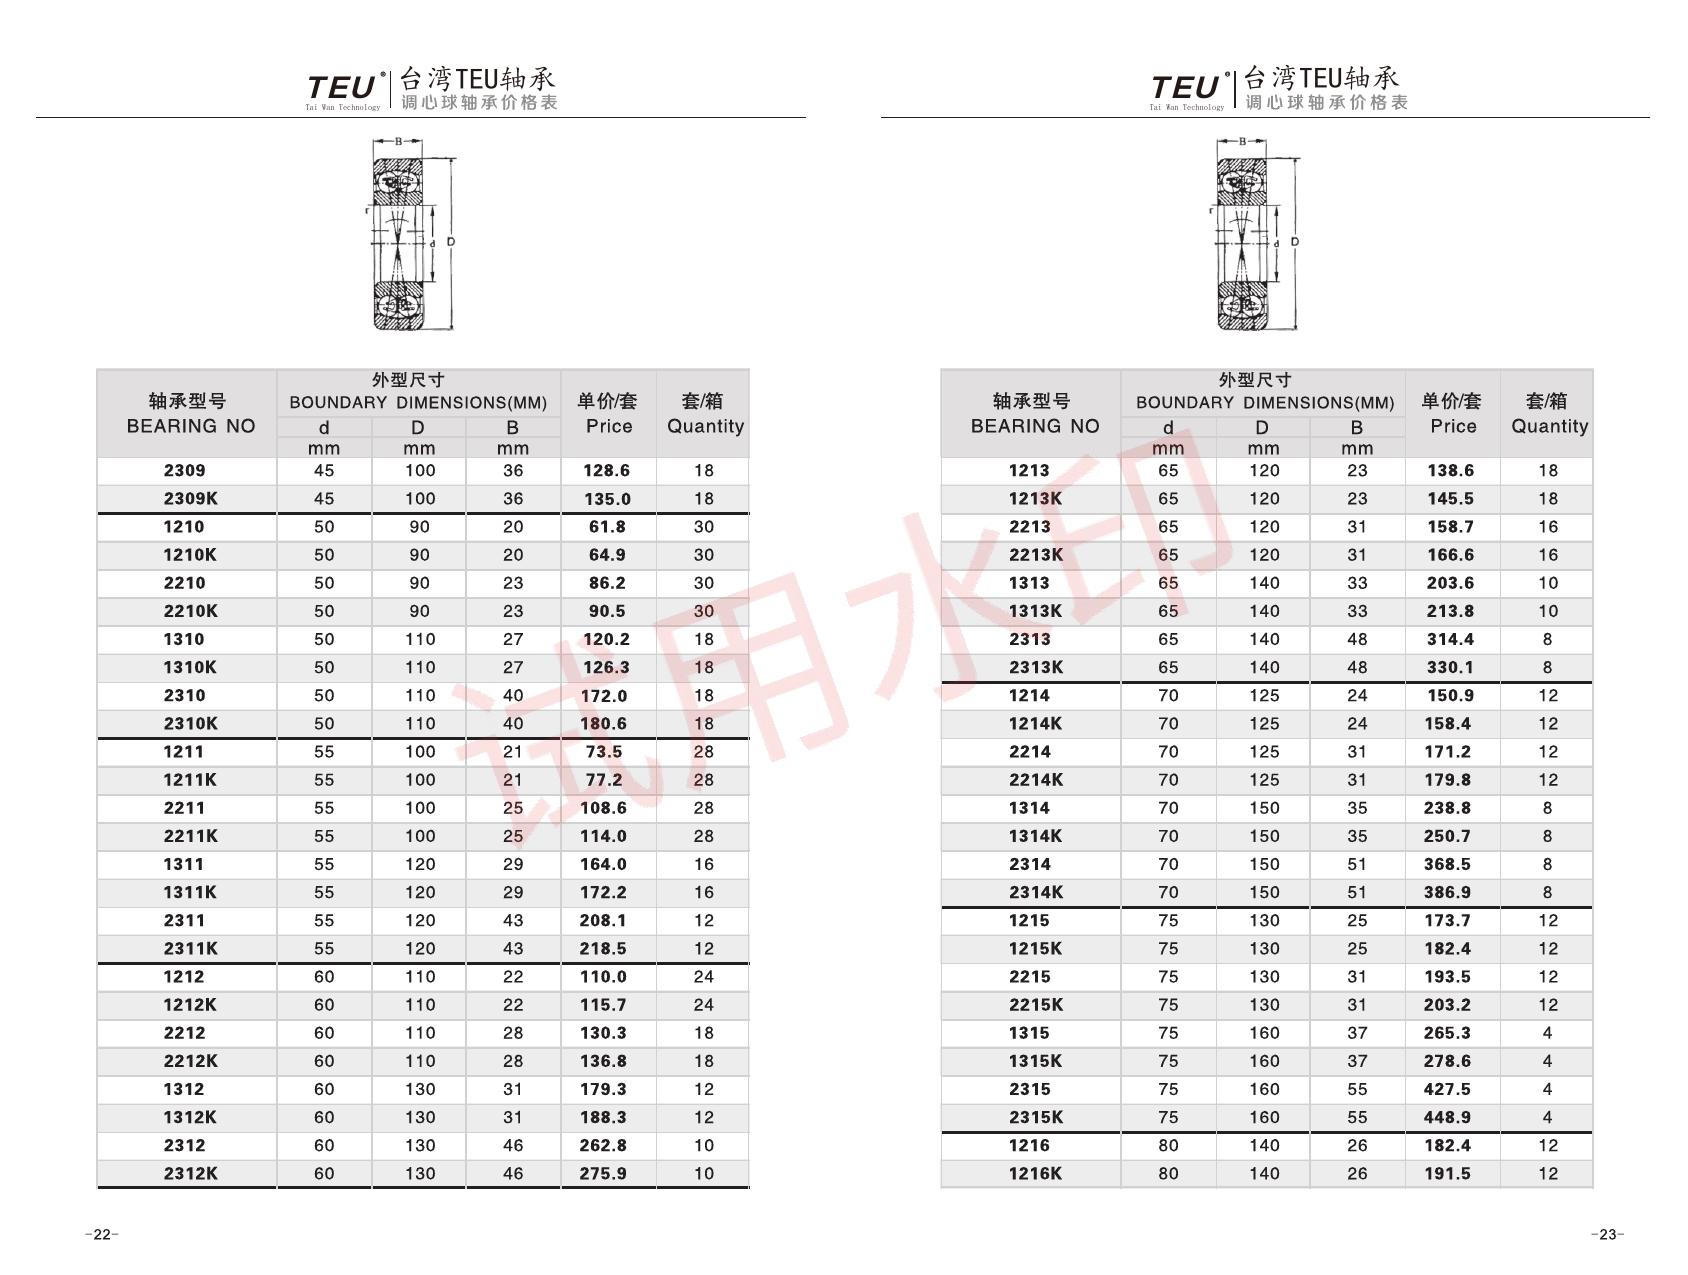 TEU® 台湾TEU轴承
Tai Wan Technology 调心球轴承价格表
B
r
d D
轴承型号 外型尺寸 单价/套 套/箱
BEARING NO BOUNDARY DIMENSIONS(MM) Price Quantity
d D B
mm mm mm
2309 45 100 36 128.6 18
2309K 45 100 36 135.0 18
1210 50 90 20 61.8 30
1210K 50 90 20 64.9 30
2210 50 90 23 86.2 30
2210K 50 90 23 90.5 30
1310 50 110 27 120.2 18
1310K 50 110 27 126.3 18
2310 50 110 40 172.0 18
2310K 50 110 40 180.6 18
1211 55 100 21 73.5 28
1211K 55 100 21 77.2 28
2211 55 100 25 108.6 28
2211K 55 100 25 114.0 28
1311 55 120 29 164.0 16
1311K 55 120 29 172.2 16
2311 55 120 43 208.1 12
2311K 55 120 43 218.5 12
1212 60 110 22 110.0 24
1212K 60 110 22 115.7 24
2212 60 110 28 130.3 18
2212K 60 110 28 136.8 18
1312 60 130 31 179.3 12
1312K 60 130 31 188.3 12
2312 60 130 46 262.8 10
2312K 60 130 46 275.9 10
-22-
TEU® 台湾TEU轴承
Tai Wan Technology 调心球轴承价格表
B
r
d D
轴承型号 外型尺寸 单价/套 套/箱
BEARING NO BOUNDARY DIMENSIONS(MM) Price Quantity
d D B
mm mm mm
1213 65 120 23 138.6 18
1213K 65 120 23 145.5 18
2213 65 120 31 158.7 16
2213K 65 120 31 166.6 16
1313 65 140 33 203.6 10
1313K 65 140 33 213.8 10
2313 65 140 48 314.4 8
2313K 65 140 48 330.1 8
1214 70 125 24 150.9 12
1214K 70 125 24 158.4 12
2214 70 125 31 171.2 12
2214K 70 125 31 179.8 12
1314 70 150 35 238.8 8
1314K 70 150 35 250.7 8
2314 70 150 51 368.5 8
2314K 70 150 51 386.9 8
1215 75 130 25 173.7 12
1215K 75 130 25 182.4 12
2215 75 130 31 193.5 12
2215K 75 130 31 203.2 12
1315 75 160 37 265.3 4
1315K 75 160 37 278.6 4
2315 75 160 55 427.5 4
2315K 75 160 55 448.9 4
1216 80 140 26 182.4 12
1216K 80 140 26 191.5 12
-23-
试用水印